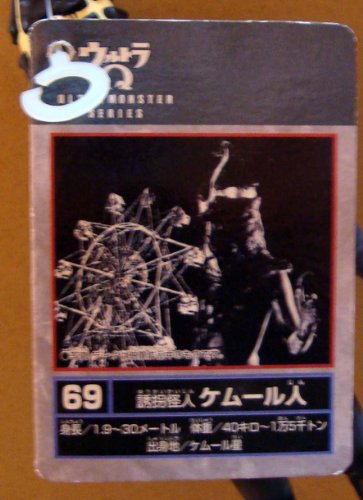 ウルトラ
Q
ULTRA MONSTER
SERIES
69
誘拐怪人 ケムール人
身長/1.9〜30メートル 体重/40キロ〜1万5千トン
出身地/ケムール星